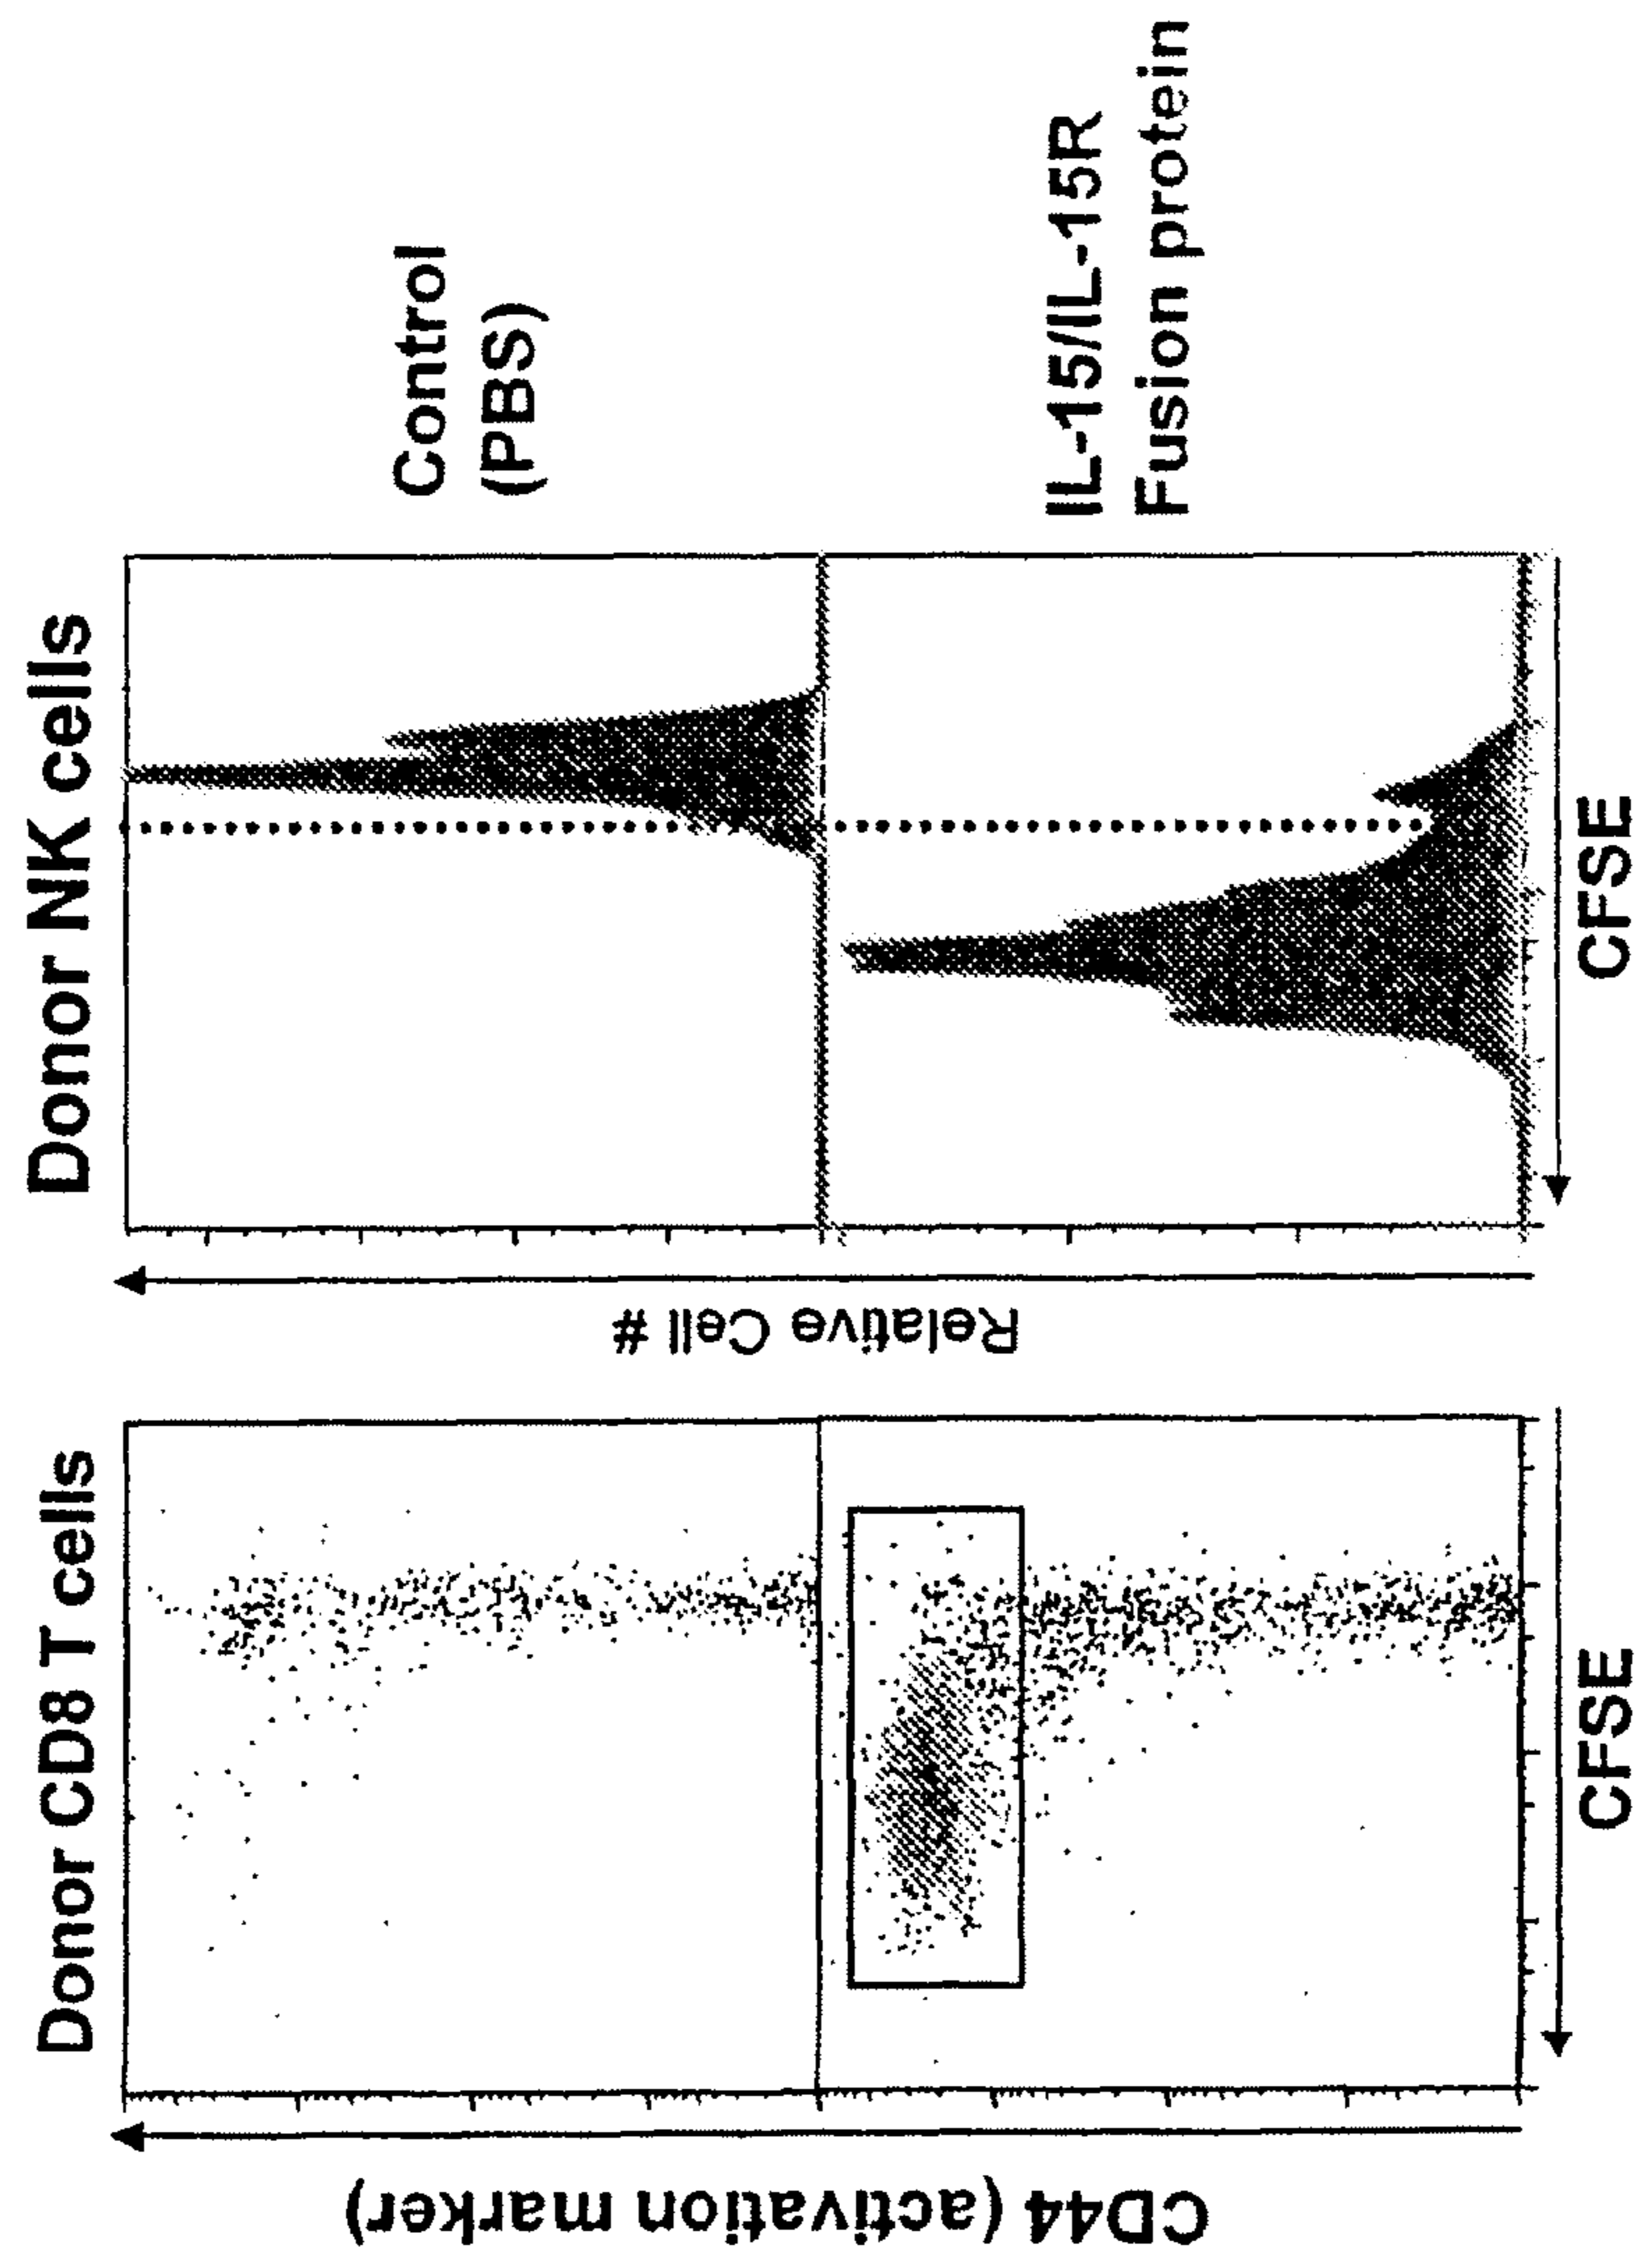 Donor CD8 T cells
Donor NK cells
CD44 (activation marker)
Relative Cell #
Control
(PBS)
IL-15/IL-15R
Fusion protein
CFSE
CFSE